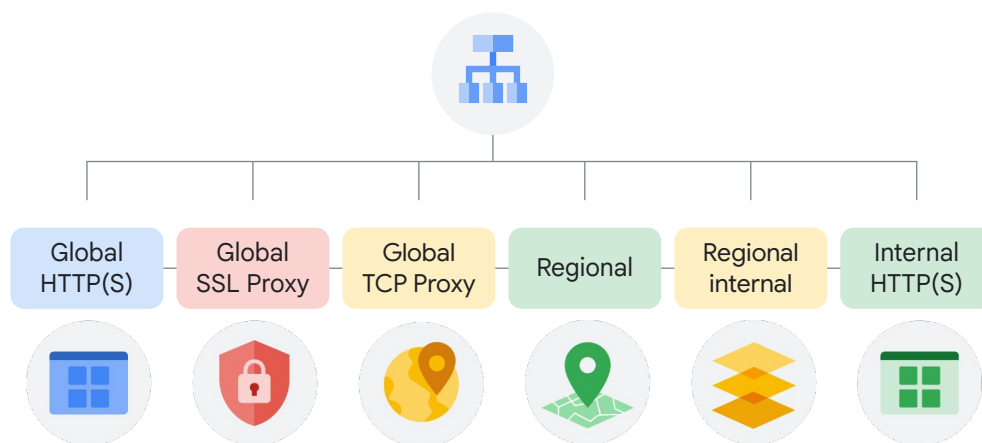 Global
HTTP(S)
Global
SSL Proxy
Global
TCP Proxy
Regional
Regional
internal
Internal
HTTP(S)